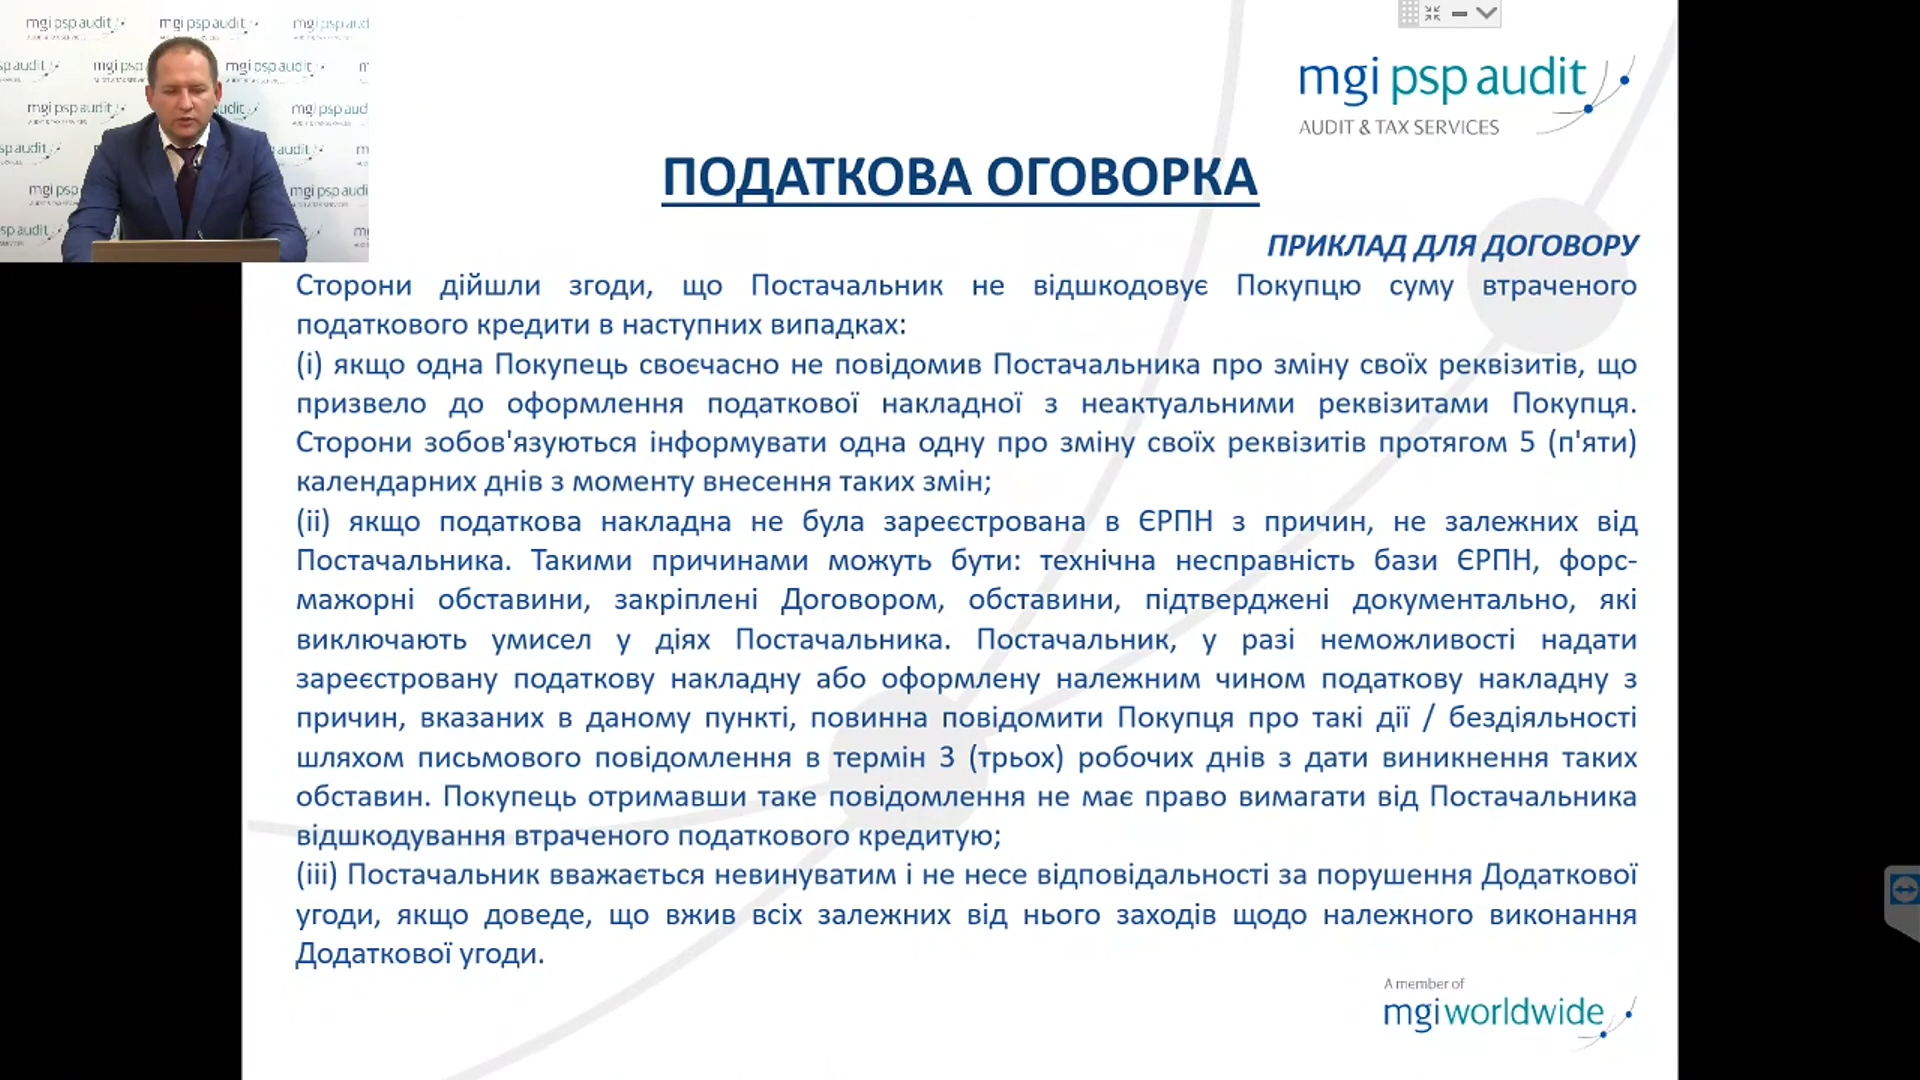 mgi psp audit
AUDIT & TAX SERVICES
ПОДАТКОВА ОГОВОРКА
ПРИКЛАД ДЛЯ ДОГОВОРУ
Сторони дійшли згоди, що Постачальник не відшкодовує Покупцю суму втраченого
податкового кредити в наступних випадках:
(і) якщо одна Покупець своєчасно не повідомив Постачальника про зміну своїх реквізитів, що
призвело до оформлення податкової накладної з неактуальними реквізитами Покупця.
Сторони зобов'язуються інформувати одна одну про зміну своїх реквізитів протягом 5 (п'яти)
календарних днів з моменту внесення таких змін;
(іі) якщо податкова накладна не була зареєстрована в ЄРПН з причин, не залежних від
Постачальника. Такими причинами можуть бути: технічна несправність бази ЄРПН, форс-
мажорні обставини, закріплені Договором, обставини, підтверджені документально, які
виключають умисел у діях Постачальника. Постачальник, у разі неможливості надати
зареєстровану податкову накладну або оформлену належним чином податкову накладну з
причин, вказаних в даному пункті, повинна повідомити Покупця про такі дії / бездіяльності
шляхом письмового повідомлення в термін 3 (трьох) робочих днів з дати виникнення таких
обставин. Покупець отримавши таке повідомлення не має право вимагати від Постачальника
відшкодування втраченого податкового кредитую;
(ііі) Постачальник вважається невинуватим і не несе відповідальності за порушення Додаткової
угоди, якщо доведе, що вжив всіх залежних від нього заходів щодо належного виконання
Додаткової угоди.
A member of
mgi worldwide